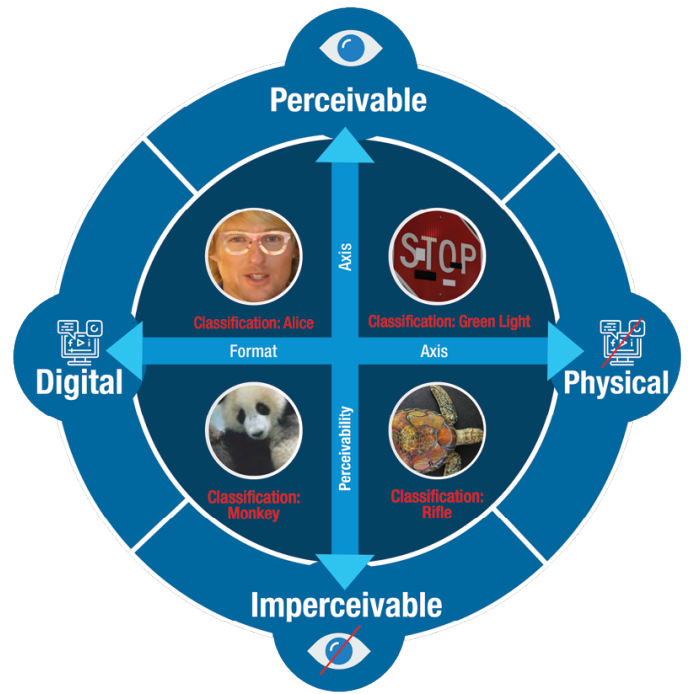 Perceivable
Axis
STOP
Classification: Alice
Classification: Green Light
Format
Axis
Digital
Physical
Perceivability
Classification:
Monkey
Classification:
Rifle
Imperceivable